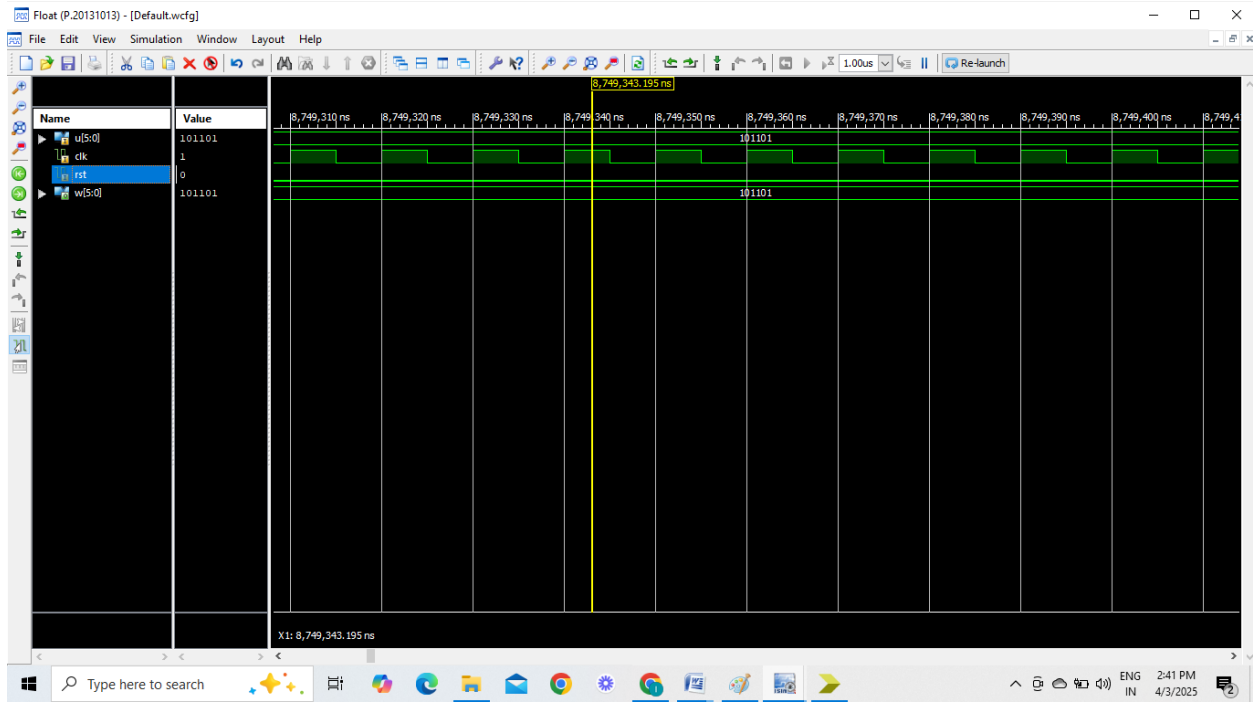 Float (P.20131013) - [Default.wcfg]
File Edit View Simulation Window Layout Help
1.00us Re-launch
8,749,343.195 ns
Name Value 8,749,310 ns 8,749,320 ns 8,749,330 ns 8,749,340 ns 8,749,350 ns 8,749,360 ns 8,749,370 ns 8,749,380 ns 8,749,390 ns 8,749,400 ns 8,749,4
u[5:0] 101101 101101
clk 1
rst 0
w[5:0] 101101 101101
X1: 8,749,343.195 ns
Type here to search
ENG 2:41 PM
IN 4/3/2025
2